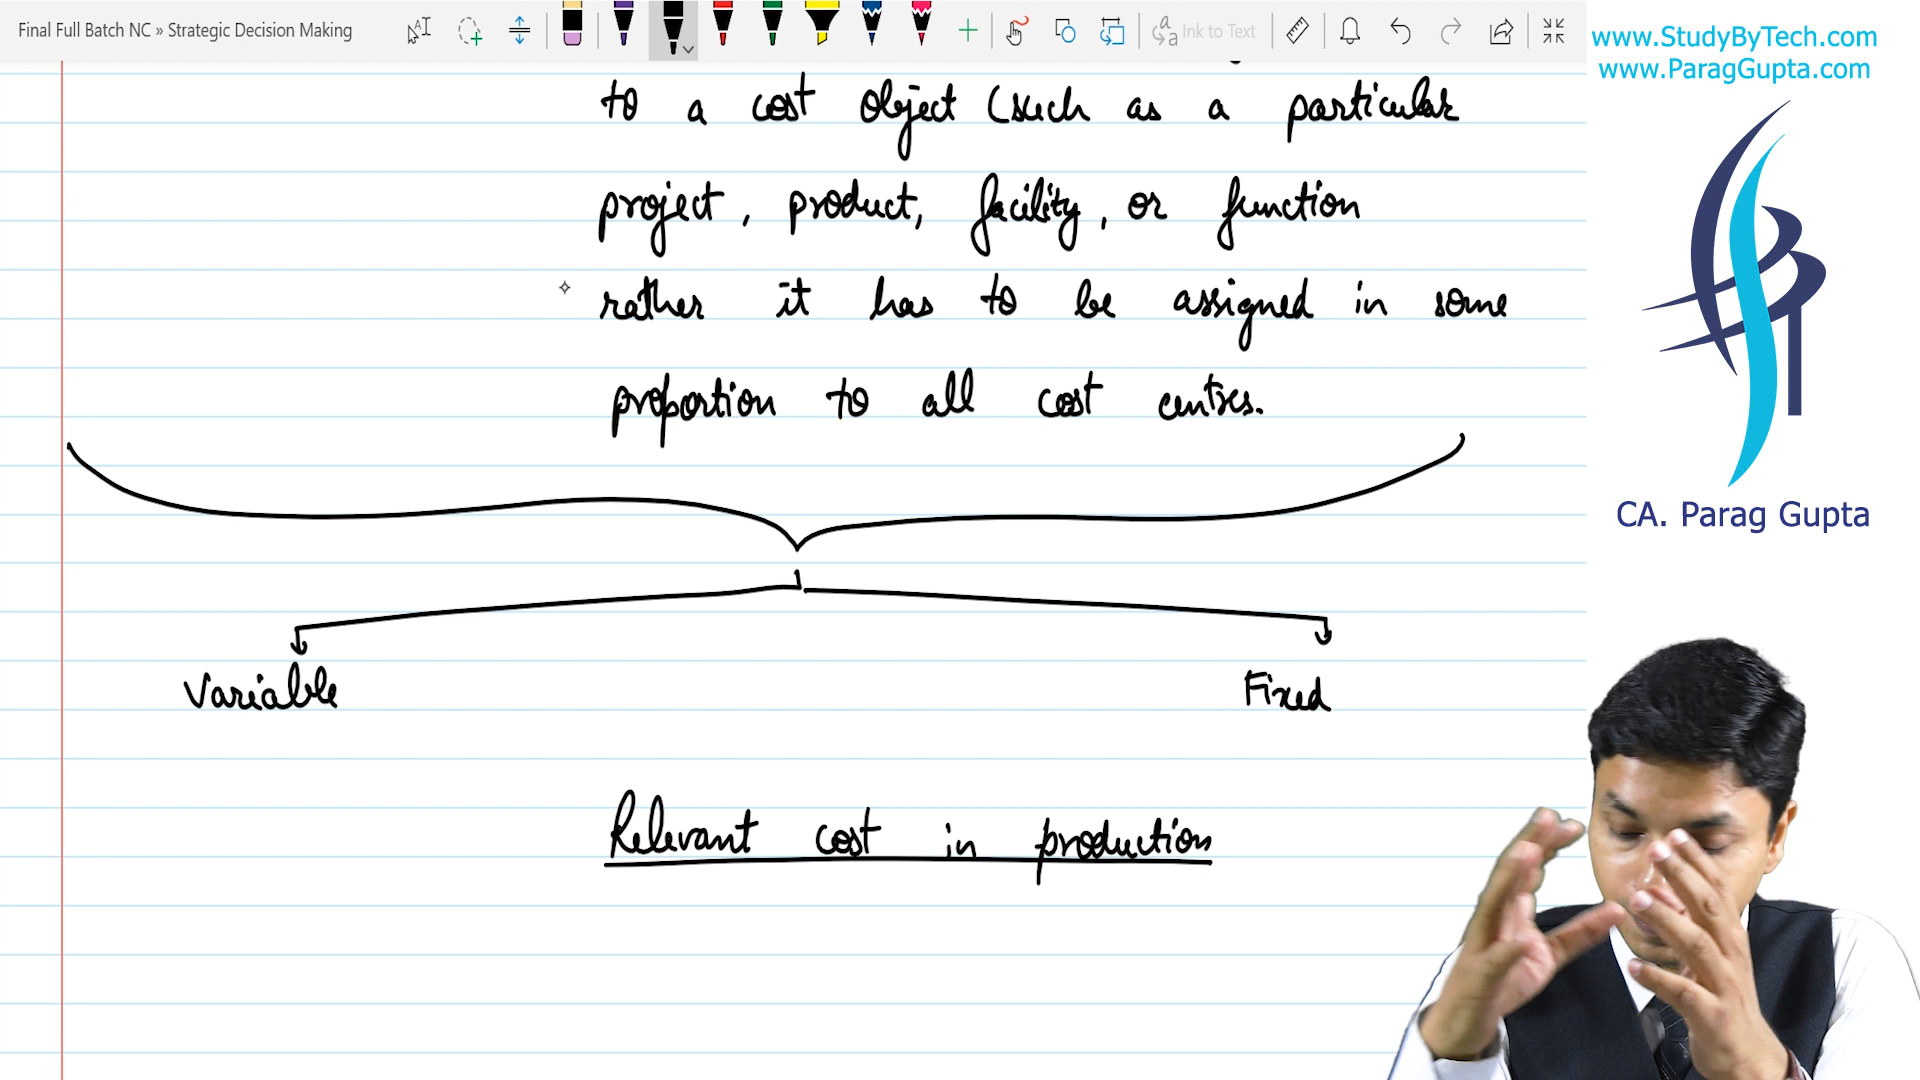 Final Full Batch NC » Strategic Decision Making
Ink to Text
www.StudyByTech.com
www.ParagGupta.com
to a cost object (such as a particular
project, product, facility, or function
rather it has to be assigned in some
proportion to all cost centres.
CA. Parag Gupta
Variable
Fixed
Relevant cost in production